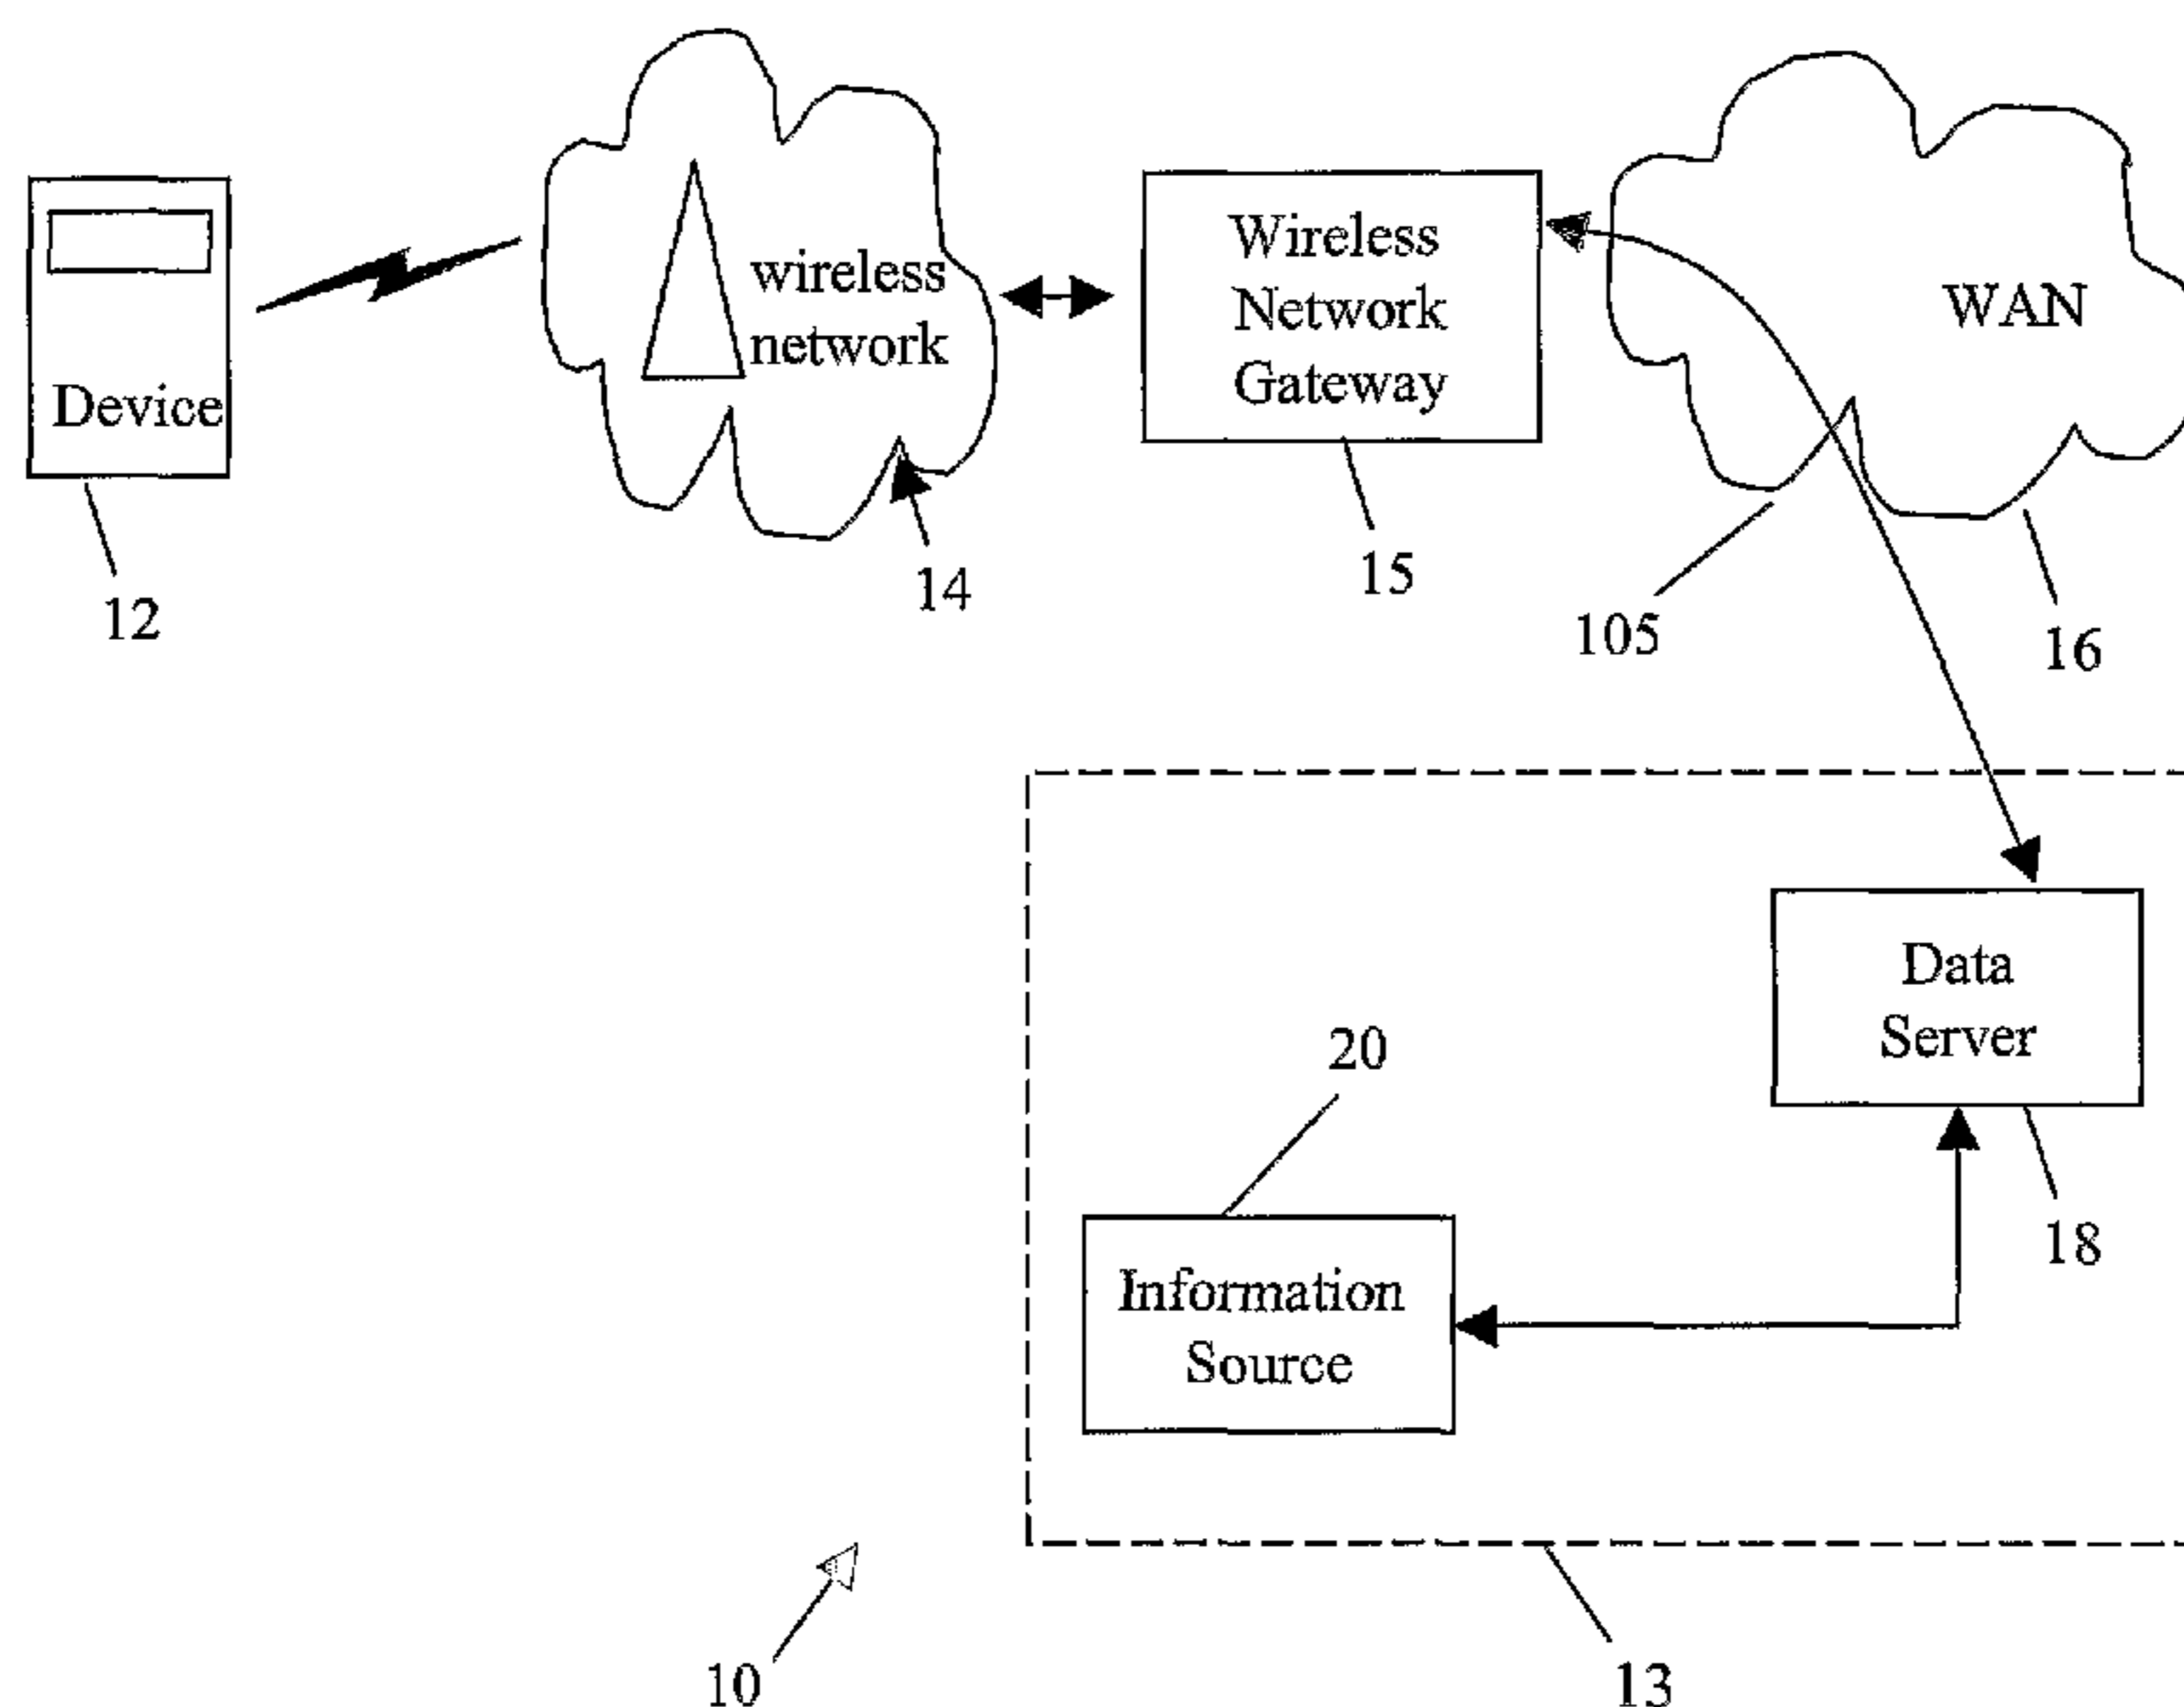 Device
12
wireless
network
14
Wireless
Network
Gateway
15
WAN
105
16
Data
Server
18
20
Information
Source
10
13